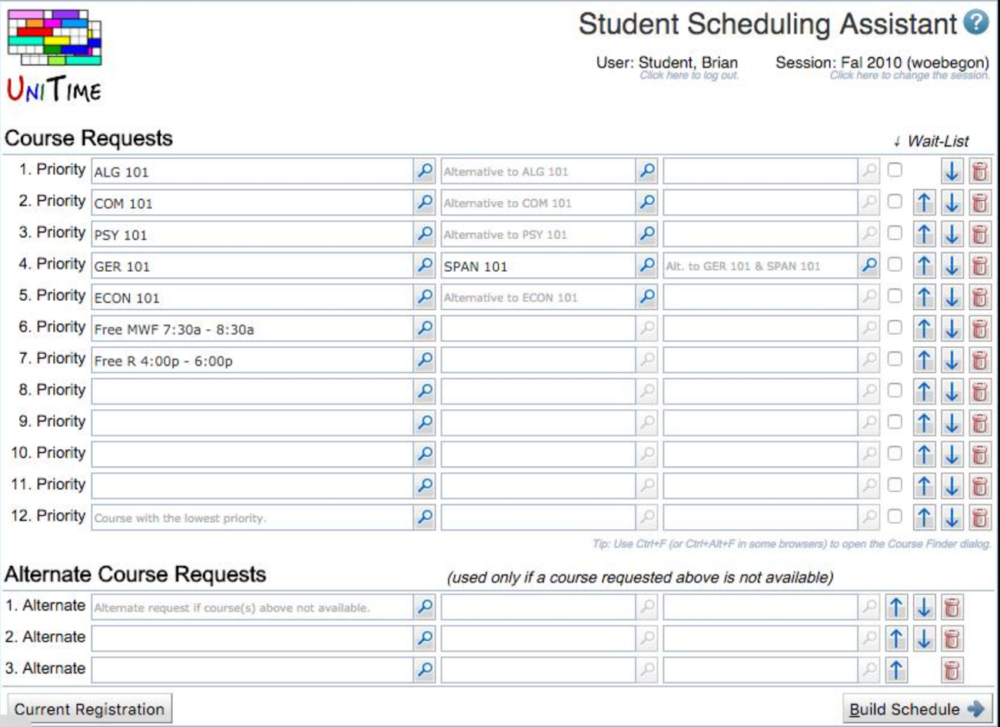 Student Scheduling Assistant ?
User: Student, Brian Session: Fal 2010 (woebegon)
Click here to log out. Click here to change the session.
UniTime
Course Requests ↓ Wait-List
1. Priority ALG 101 Alternative to ALG 101
2. Priority COM 101 Alternative to COM 101
3. Priority PSY 101 Alternative to PSY 101
4. Priority GER 101 SPAN 101 Alt. to GER 101 & SPAN 101
5. Priority ECON 101 Alternative to ECON 101
6. Priority Free MWF 7:30a - 8:30a
7. Priority Free R 4:00p - 6:00p
8. Priority
9. Priority
10. Priority
11. Priority
12. Priority Course with the lowest priority.
Tip: Use Ctrl+F (or Ctrl+Alt+F in some browsers) to open the Course Finder dialog.
Alternate Course Requests (used only if a course requested above is not available)
1. Alternate Alternate request if course(s) above not available.
2. Alternate
3. Alternate
Current Registration Build Schedule